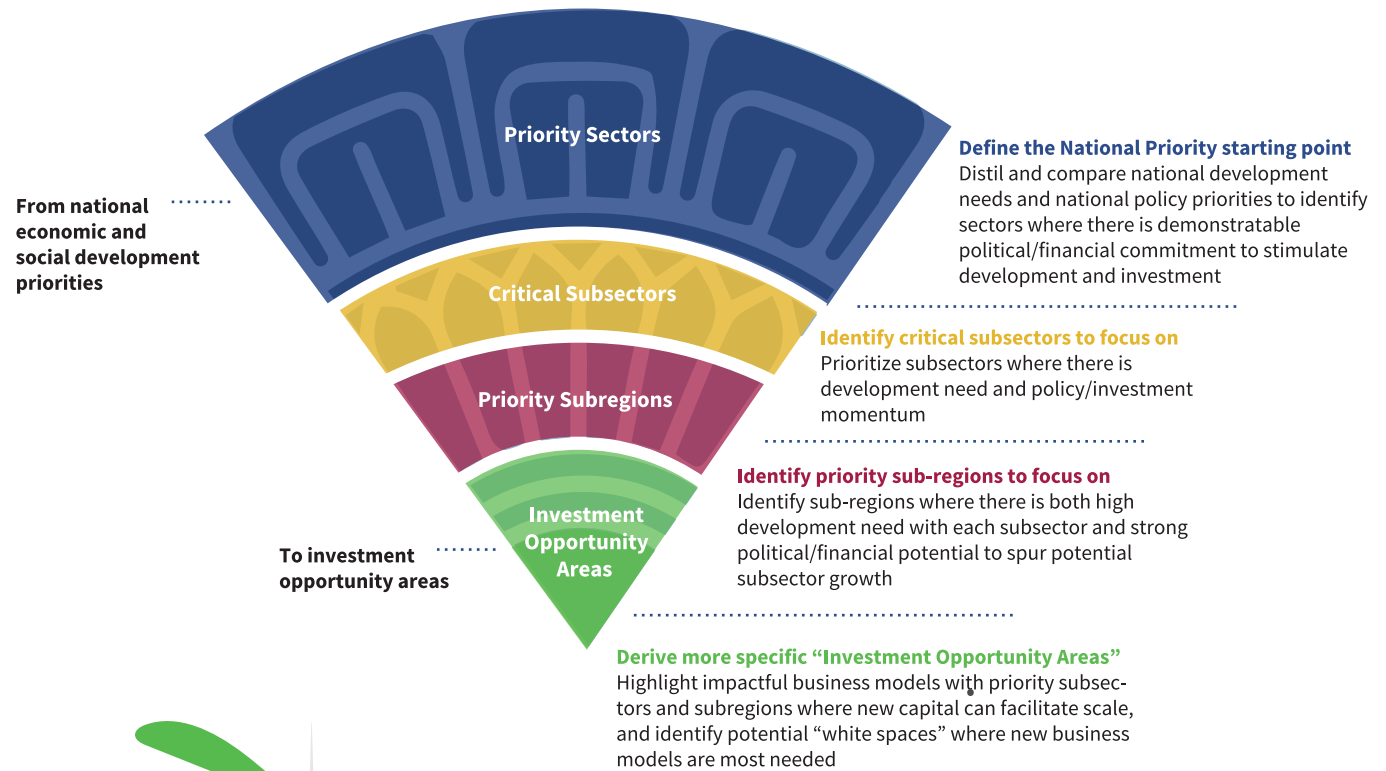 Priority Sectors
Define the National Priority starting point
Distil and compare national development
needs and national policy priorities to identify
sectors where there is demonstratable
political/financial commitment to stimulate
development and investment
From national
economic and
social development
priorities
Critical Subsectors
Identify critical subsectors to focus on
Prioritize subsectors where there is
development need and policy/investment
momentum
Priority Subregions
Identify priority sub-regions to focus on
Identify sub-regions where there is both high
development need with each subsector and strong
political/financial potential to spur potential
subsector growth
Investment
Opportunity
Areas
To investment
opportunity areas
Derive more specific “Investment Opportunity Areas”
Highlight impactful business models with priority subsec-
tors and subregions where new capital can facilitate scale,
and identify potential “white spaces” where new business
models are most needed